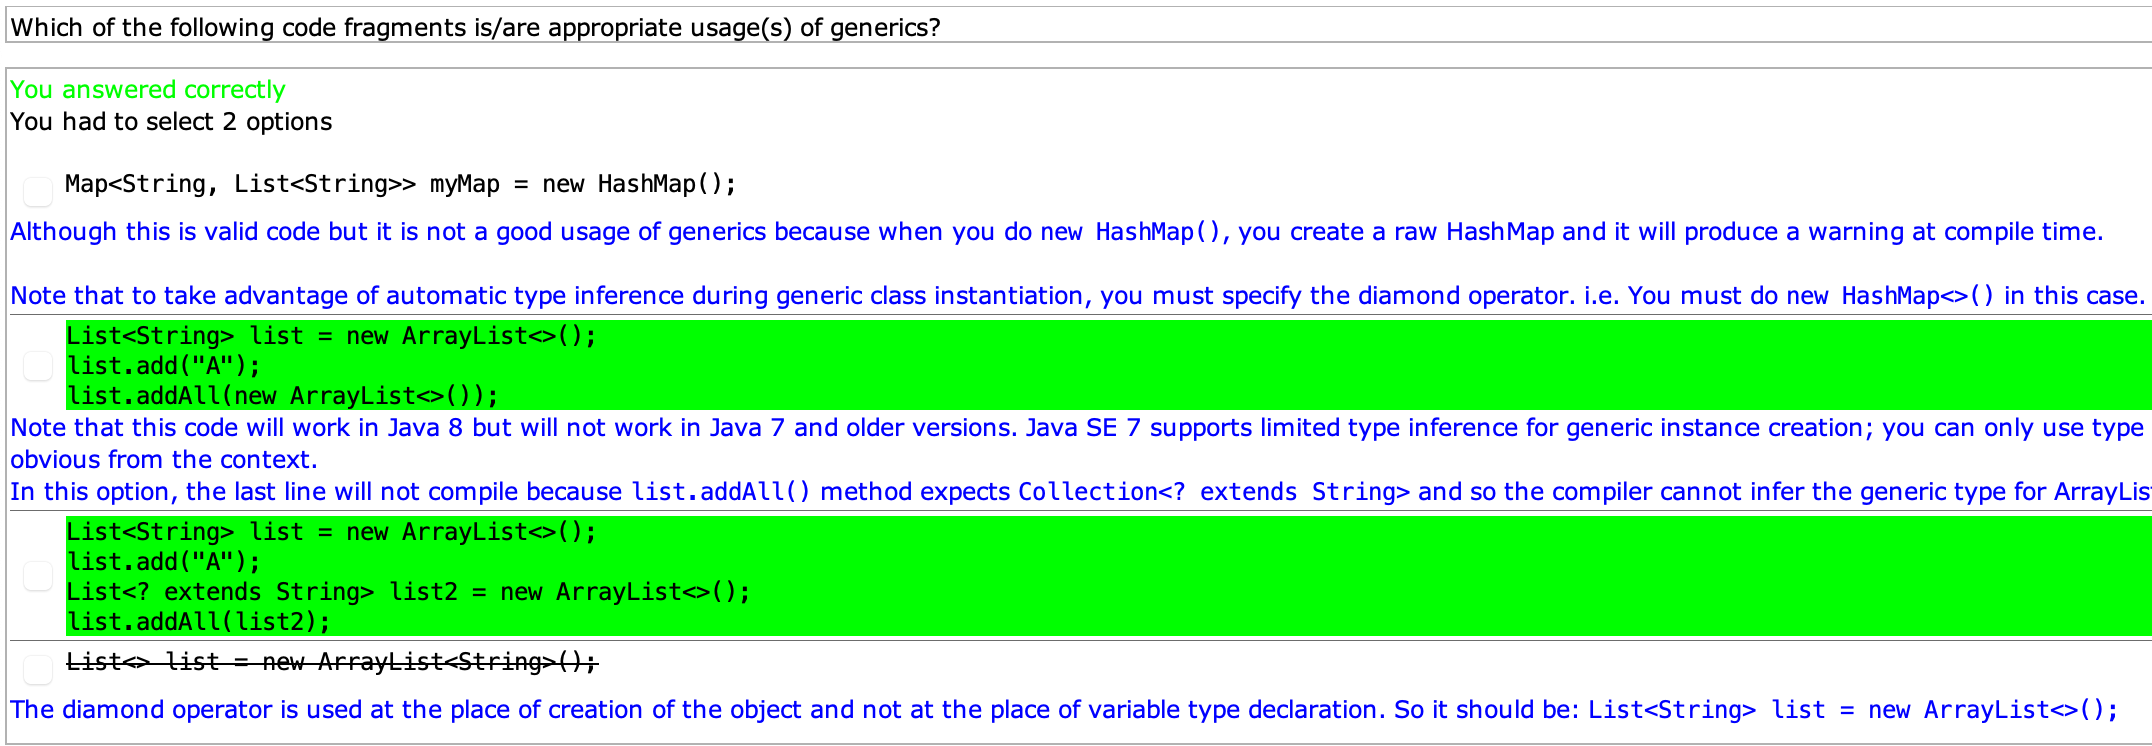 Which of the following code fragments is/are appropriate usage(s) of generics?
You answered correctly
You had to select 2 options
Map<String, List<String>> myMap = new HashMap();
Although this is valid code but it is not a good usage of generics because when you do new HashMap(), you create a raw HashMap and it will produce a warning at compile time.
Note that to take advantage of automatic type inference during generic class instantiation, you must specify the diamond operator. i.e. You must do new HashMap<>() in this case.
List<String> list = new ArrayList<>();
list.add("A");
list.addAll(new ArrayList<>());
Note that this code will work in Java 8 but will not work in Java 7 and older versions. Java SE 7 supports limited type inference for generic instance creation; you can only use type
obvious from the context.
In this option, the last line will not compile because list.addAll() method expects Collection<? extends String> and so the compiler cannot infer the generic type for
List<String> list = new ArrayList<>();
list.add("A");
List<? extends String> list2 = new ArrayList<>();
list.addAll(list2);
List<> list = new ArrayList<String>();
The diamond operator is used at the place of creation of the object and not at the place of variable type declaration. So it should be: List<String> list = new ArrayList<>();